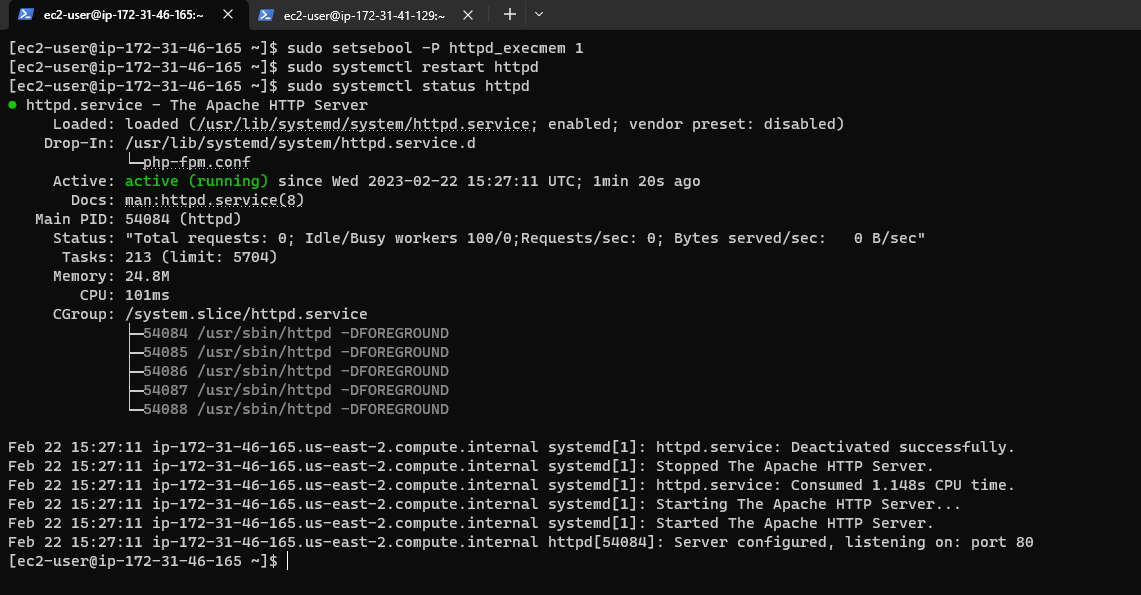 ec2-user@ip-172-31-46-165:~ ec2-user@ip-172-31-41-129:~
[ec2-user@ip-172-31-46-165 ~]$ sudo setsebool -P httpd_execmem 1
[ec2-user@ip-172-31-46-165 ~]$ sudo systemctl restart httpd
[ec2-user@ip-172-31-46-165 ~]$ sudo systemctl status httpd
● httpd.service - The Apache HTTP Server
     Loaded: loaded (/usr/lib/systemd/system/httpd.service; enabled; vendor preset: disabled)
    Drop-In: /usr/lib/systemd/system/httpd.service.d
             └─php-fpm.conf
     Active: active (running) since Wed 2023-02-22 15:27:11 UTC; 1min 20s ago
       Docs: man:httpd.service(8)
   Main PID: 54084 (httpd)
     Status: "Total requests: 0; Idle/Busy workers 100/0;Requests/sec: 0; Bytes served/sec:   0 B/sec"
      Tasks: 213 (limit: 5704)
     Memory: 24.8M
        CPU: 101ms
     CGroup: /system.slice/httpd.service
             ├─54084 /usr/sbin/httpd -DFOREGROUND
             ├─54085 /usr/sbin/httpd -DFOREGROUND
             ├─54086 /usr/sbin/httpd -DFOREGROUND
             ├─54087 /usr/sbin/httpd -DFOREGROUND
             └─54088 /usr/sbin/httpd -DFOREGROUND
Feb 22 15:27:11 ip-172-31-46-165.us-east-2.compute.internal systemd[1]: httpd.service: Deactivated successfully.
Feb 22 15:27:11 ip-172-31-46-165.us-east-2.compute.internal systemd[1]: Stopped The Apache HTTP Server.
Feb 22 15:27:11 ip-172-31-46-165.us-east-2.compute.internal systemd[1]: httpd.service: Consumed 1.148s CPU time.
Feb 22 15:27:11 ip-172-31-46-165.us-east-2.compute.internal systemd[1]: Starting The Apache HTTP Server...
Feb 22 15:27:11 ip-172-31-46-165.us-east-2.compute.internal systemd[1]: Started The Apache HTTP Server.
Feb 22 15:27:11 ip-172-31-46-165.us-east-2.compute.internal httpd[54084]: Server configured, listening on: port 80
[ec2-user@ip-172-31-46-165 ~]$